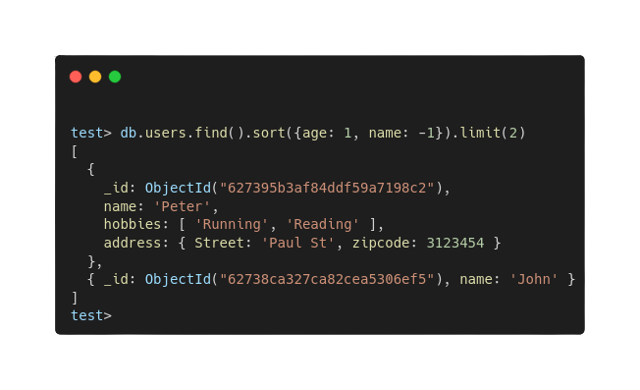 test> db.users.find().sort({age: 1, name: -1}).limit(2)
[
  {
    _id: ObjectId("627395b3af84ddf59a7198c2"),
    name: 'Peter',
    hobbies: [ 'Running', 'Reading' ],
    address: { Street: 'Paul St', zipcode: 3123454 }
  },
  { _id: ObjectId("62738ca327ca82cea5306ef5"), name: 'John' }
]
test>